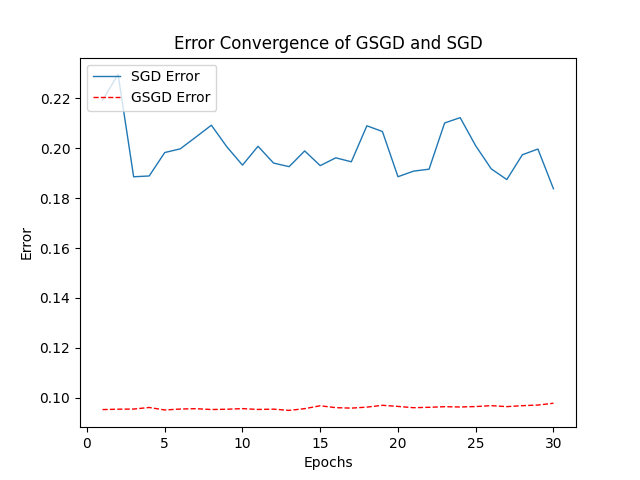 Error Convergence of GSGD and SGD
SGD Error
GSGD Error
0.22
0.20
0.18
0.16
0.14
0.12
0.10
Error
0 5 10 15 20 25 30
Epochs